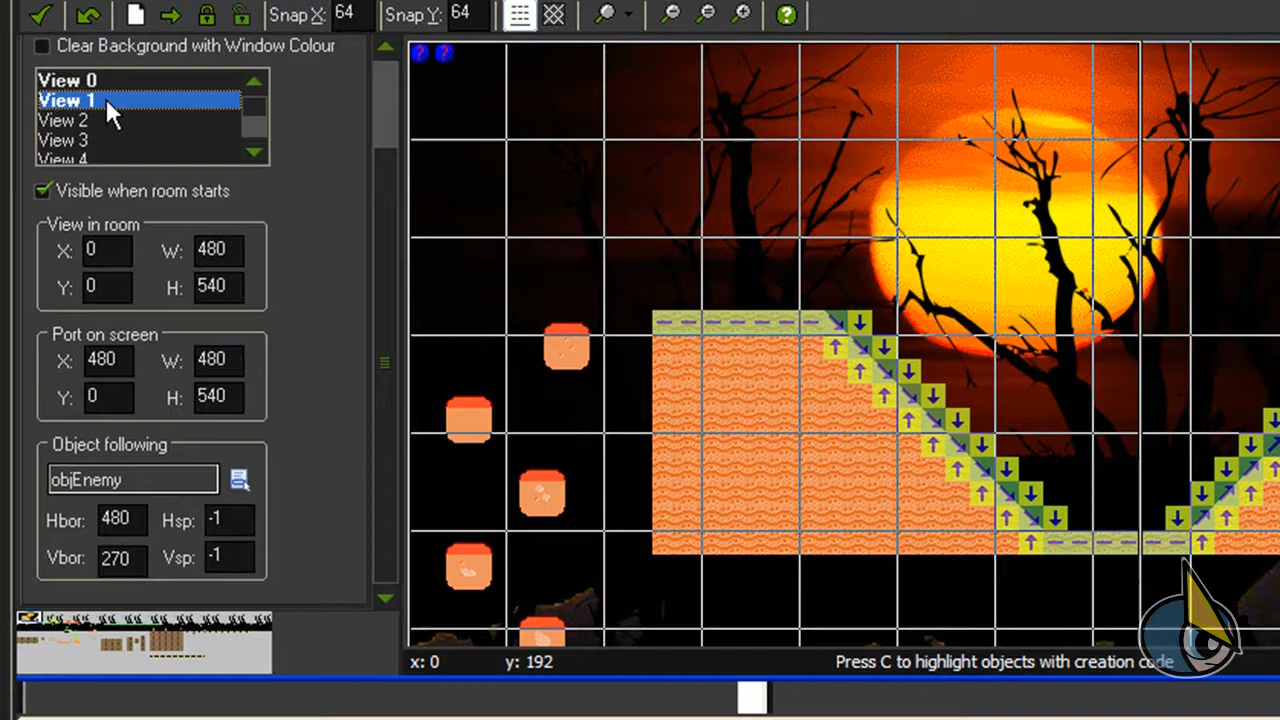 Snap X: 64 Snap Y: 64
Clear Background with Window Colour
View 0
View 1
View 2
View 3
View 4
Visible when room starts
View in room
X: 0 W: 480
Y: 0 H: 540
Port on screen
X: 480 W: 480
Y: 0 H: 540
Object following
objEnemy
Hbor: 480 Hsp: -1
Vbor: 270 Vsp: -1
x: 0 y: 192 Press C to highlight objects with creation code